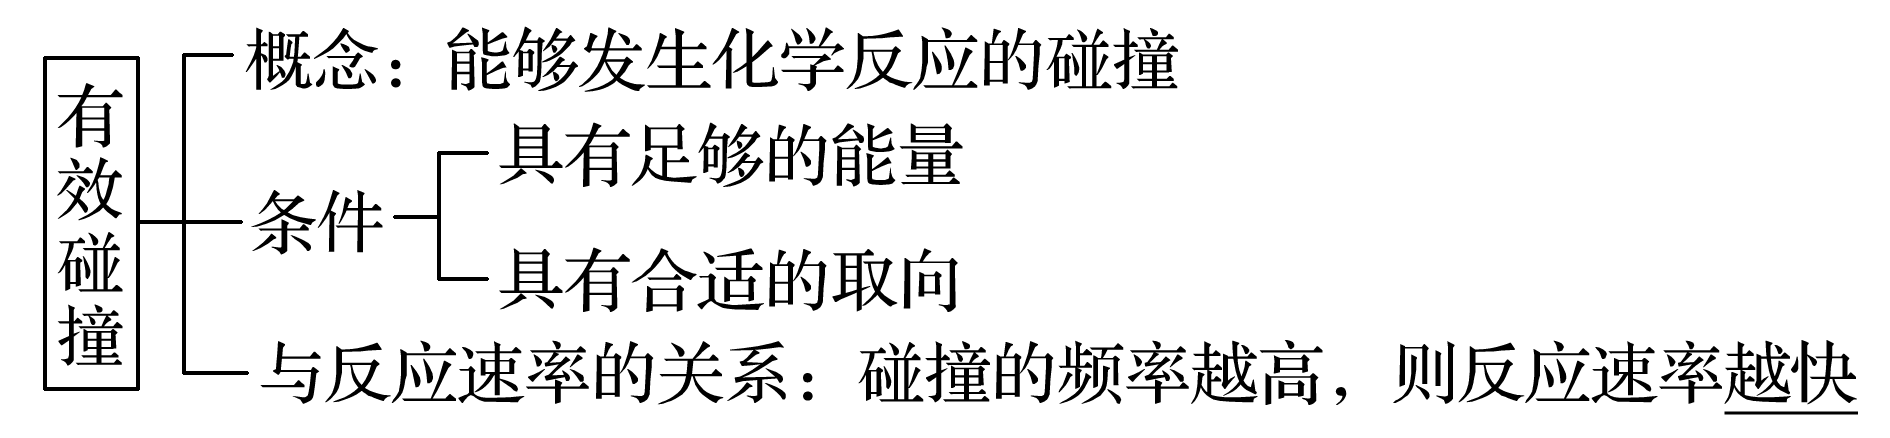 有效碰撞
概念：能够发生化学反应的碰撞
条件
具有足够的能量
具有合适的取向
与反应速率的关系：碰撞的频率越高，则反应速率越快